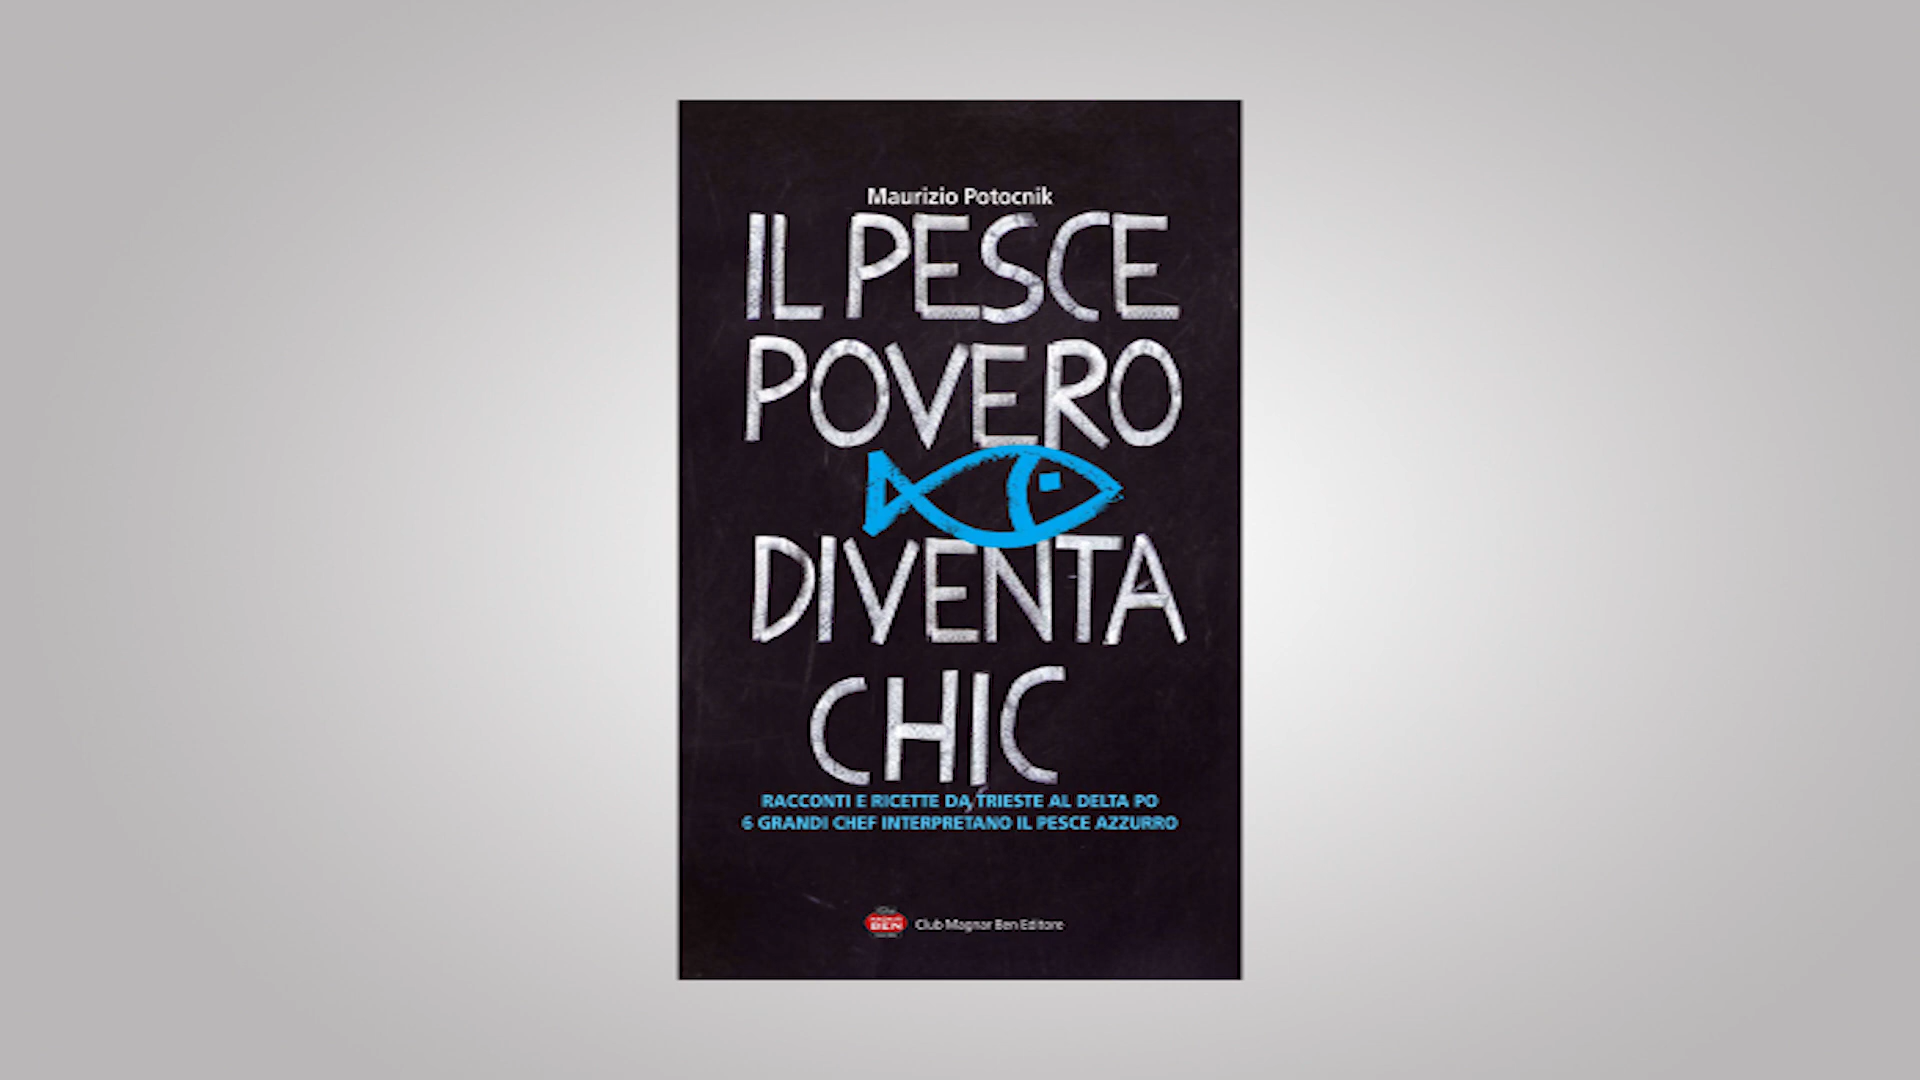 Maurizio Potocnik
IL PESCE
POVERO
DIVENTA
CHIC
RACCONTI E RICETTE DA TRIESTE AL DELTA PO
6 GRANDI CHEF INTERPRETANO IL PESCE AZZURRO
BEN
Club Magnar Ben Editore